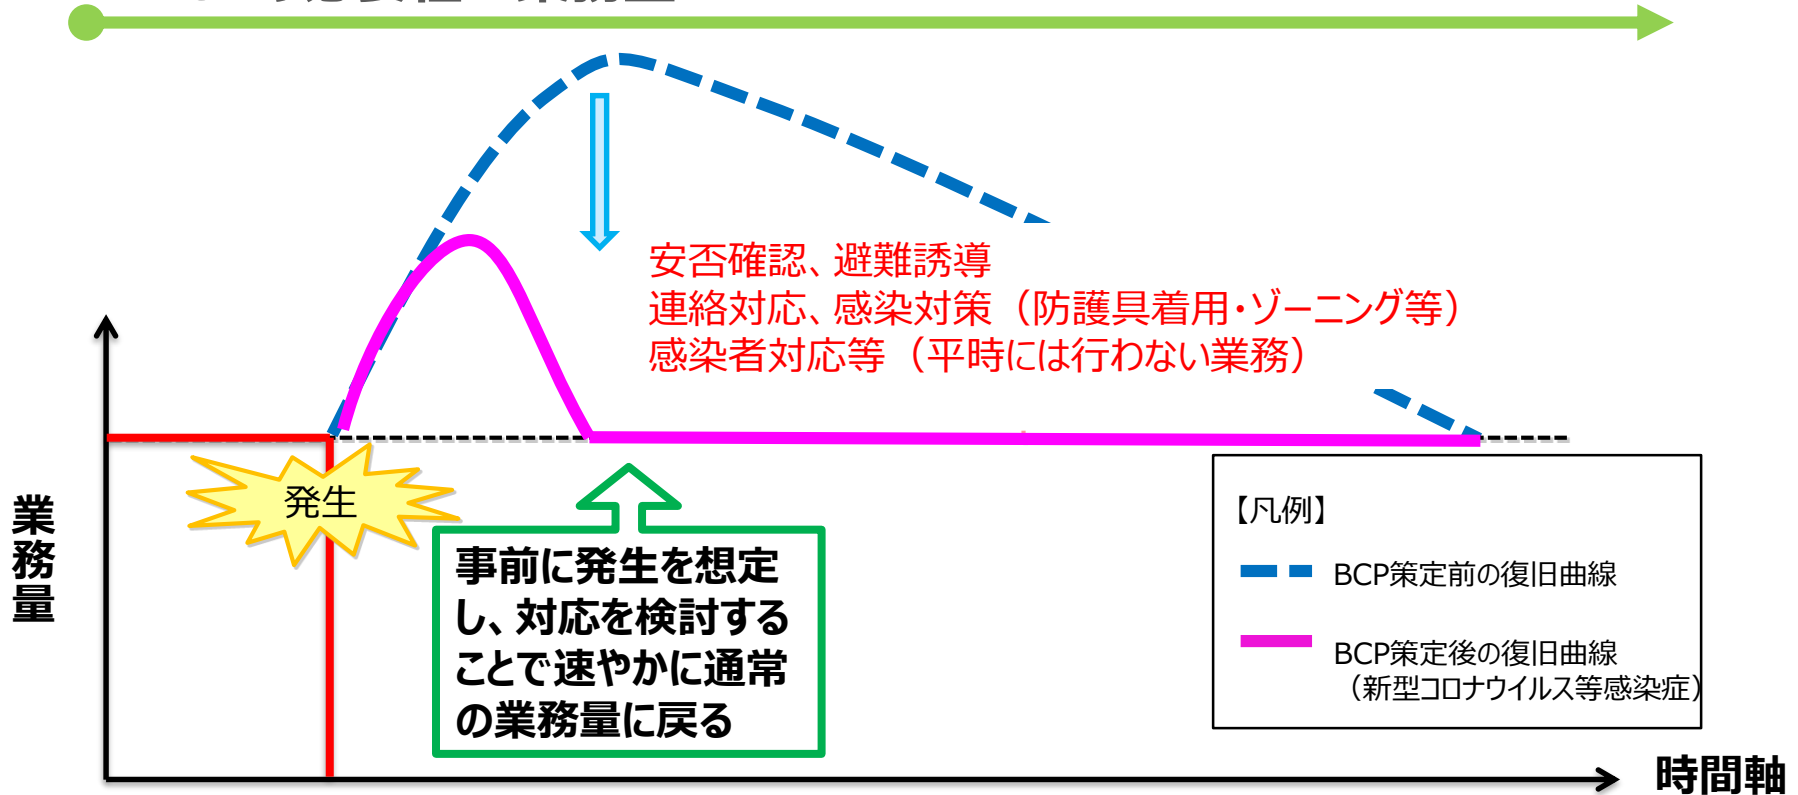 安否確認、避難誘導
連絡対応、感染対策（防護具着用・ゾーニング等）
感染者対応等（平時には行わない業務）
発生
業務量
事前に発生を想定
し、対応を検討する
ことで速やかに通常
の業務量に戻る
【凡例】
BCP策定前の復旧曲線
BCP策定後の復旧曲線
（新型コロナウイルス等感染症）
時間軸